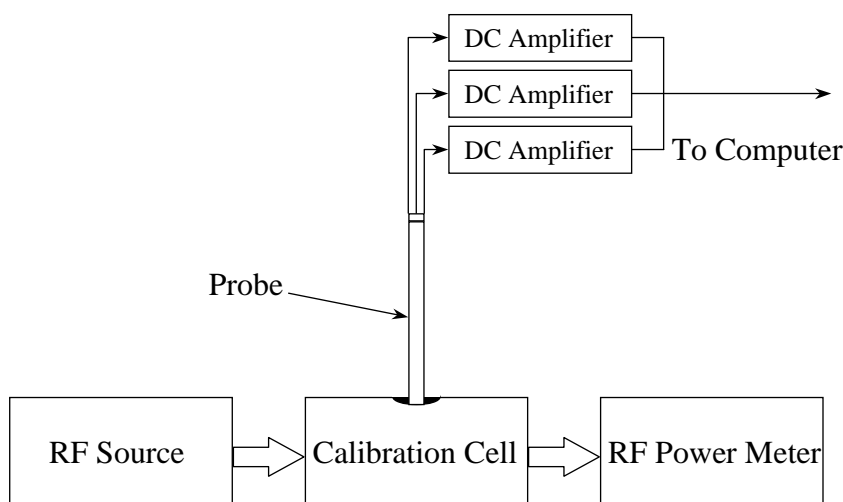 DC Amplifier
DC Amplifier
DC Amplifier
To Computer
Probe
RF Source
Calibration Cell
RF Power Meter